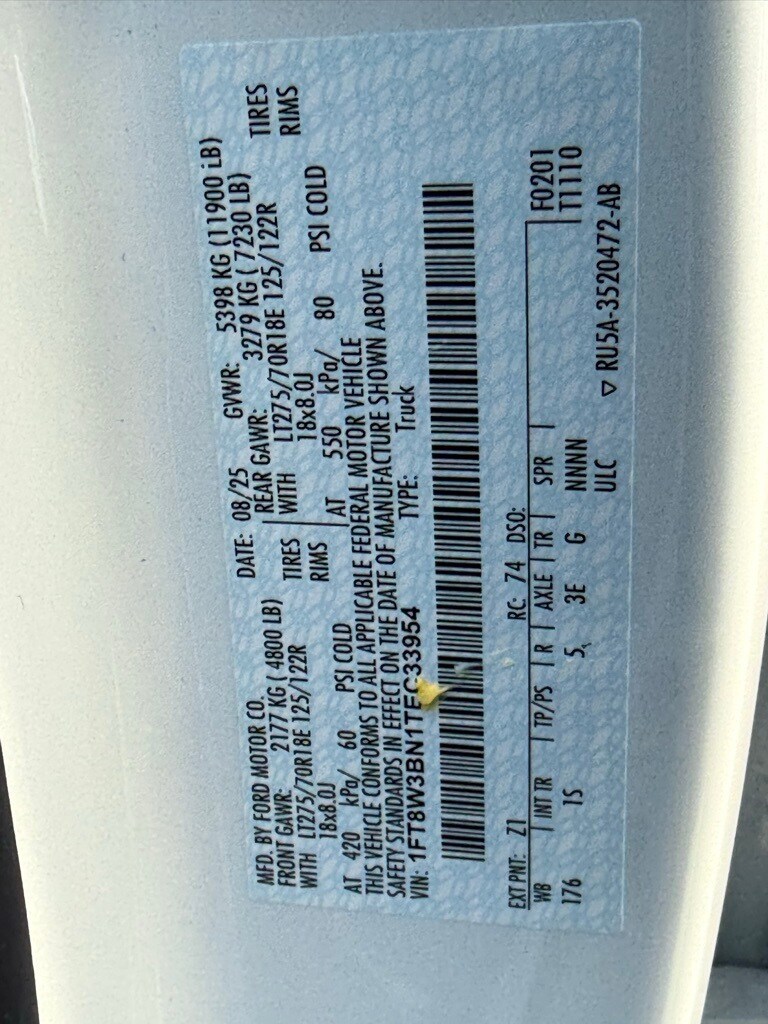 MFD. BY FORD MOTOR CO.
DATE: 08/25 GVWR: 5398 KG (11900 LB)
FRONT GAWR: 2177 KG ( 4800 LB) REAR GAWR: 3279 KG ( 7230 LB)
WITH LT275/70R18E 125/122R TIRES WITH LT275/70R18E 125/122R TIRES
18x8.0J RIMS 18x8.0J RIMS
AT 420 kPa/ 60 PSI COLD AT 550 kPa/ 80 PSI COLD
THIS VEHICLE CONFORMS TO ALL APPLICABLE FEDERAL MOTOR VEHICLE
SAFETY STANDARDS IN EFFECT ON THE DATE OF MANUFACTURE SHOWN ABOVE.
VIN: 1FT8W3BN1TEC33954 TYPE: Truck
EXT PNT: Z1 RC: 74 DSO:
WB INT TR TP/PS R AXLE TR SPR F0201
176 1S 5 3E G NNNN T1110
ULC
▽ RU5A-3520472-AB